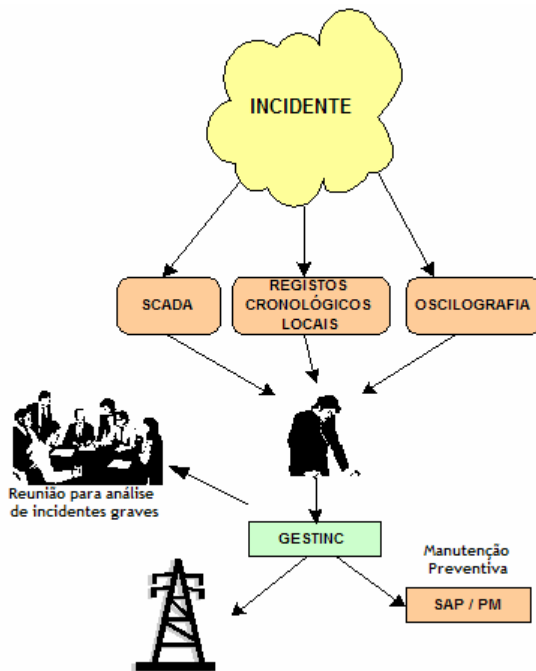 INCIDENTE
SCADA
REGISTOS
CRONOLÓGICOS
LOCAIS
OSCILOGRAFIA
Reunião para análise
de incidentes graves
GESTINC
Manutenção
Preventiva
SAP / PM